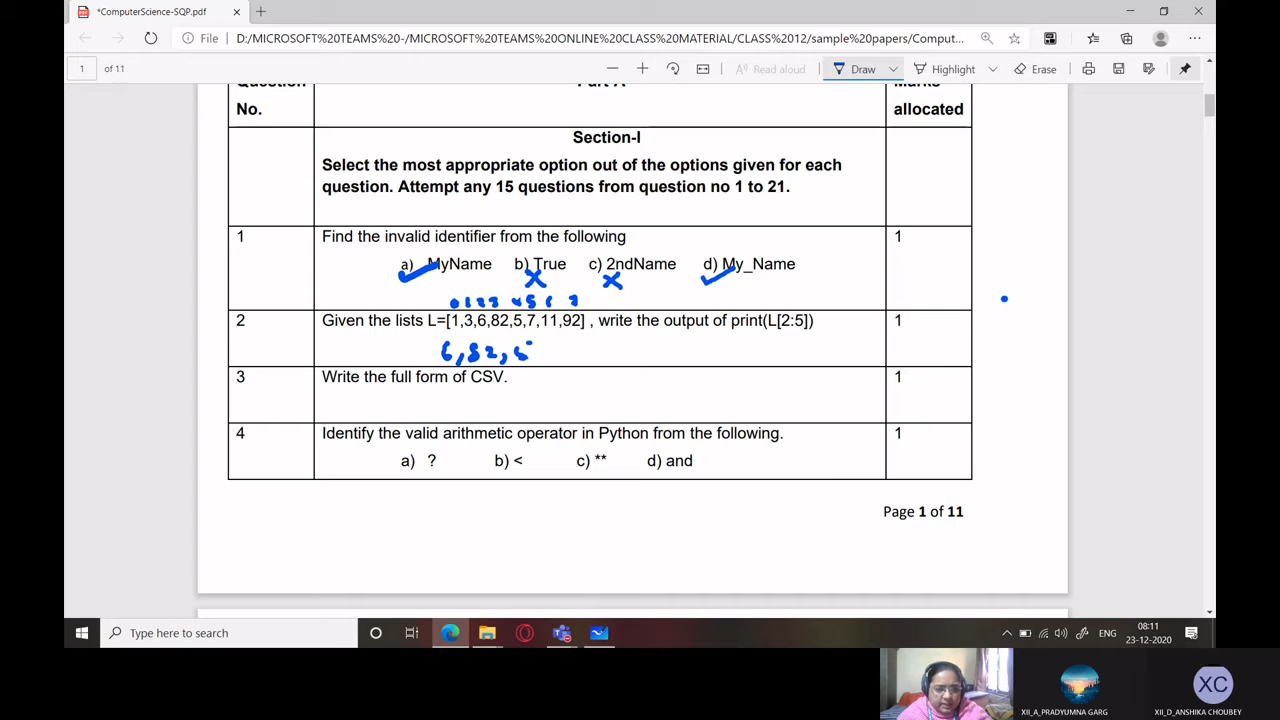 *ComputerScience-SQP.pdf
File D:/MICROSOFT%20TEAMS%20-/MICROSOFT%20TEAMS%20ONLINE%20CLASS%20MATERIAL/CLASS%2012/sample%20papers/Comput...
1 of 11 Read aloud Draw Highlight Erase
Question Part-A Marks
No. allocated
Section-I
Select the most appropriate option out of the options given for each
question. Attempt any 15 questions from question no 1 to 21.
1 Find the invalid identifier from the following 1
a) MyName b) True c) 2ndName d) My_Name
2 Given the lists L=[1,3,6,82,5,7,11,92] , write the output of print(L[2:5]) 1
6,82,5
3 Write the full form of CSV. 1
4 Identify the valid arithmetic operator in Python from the following. 1
a) ? b) < c) ** d) and
Page 1 of 11
Type here to search
ENG
08:11
23-12-2020
XC
XII_A_PRADYUMNA GARG
XII_D_ANSHIKA CHOUBEY